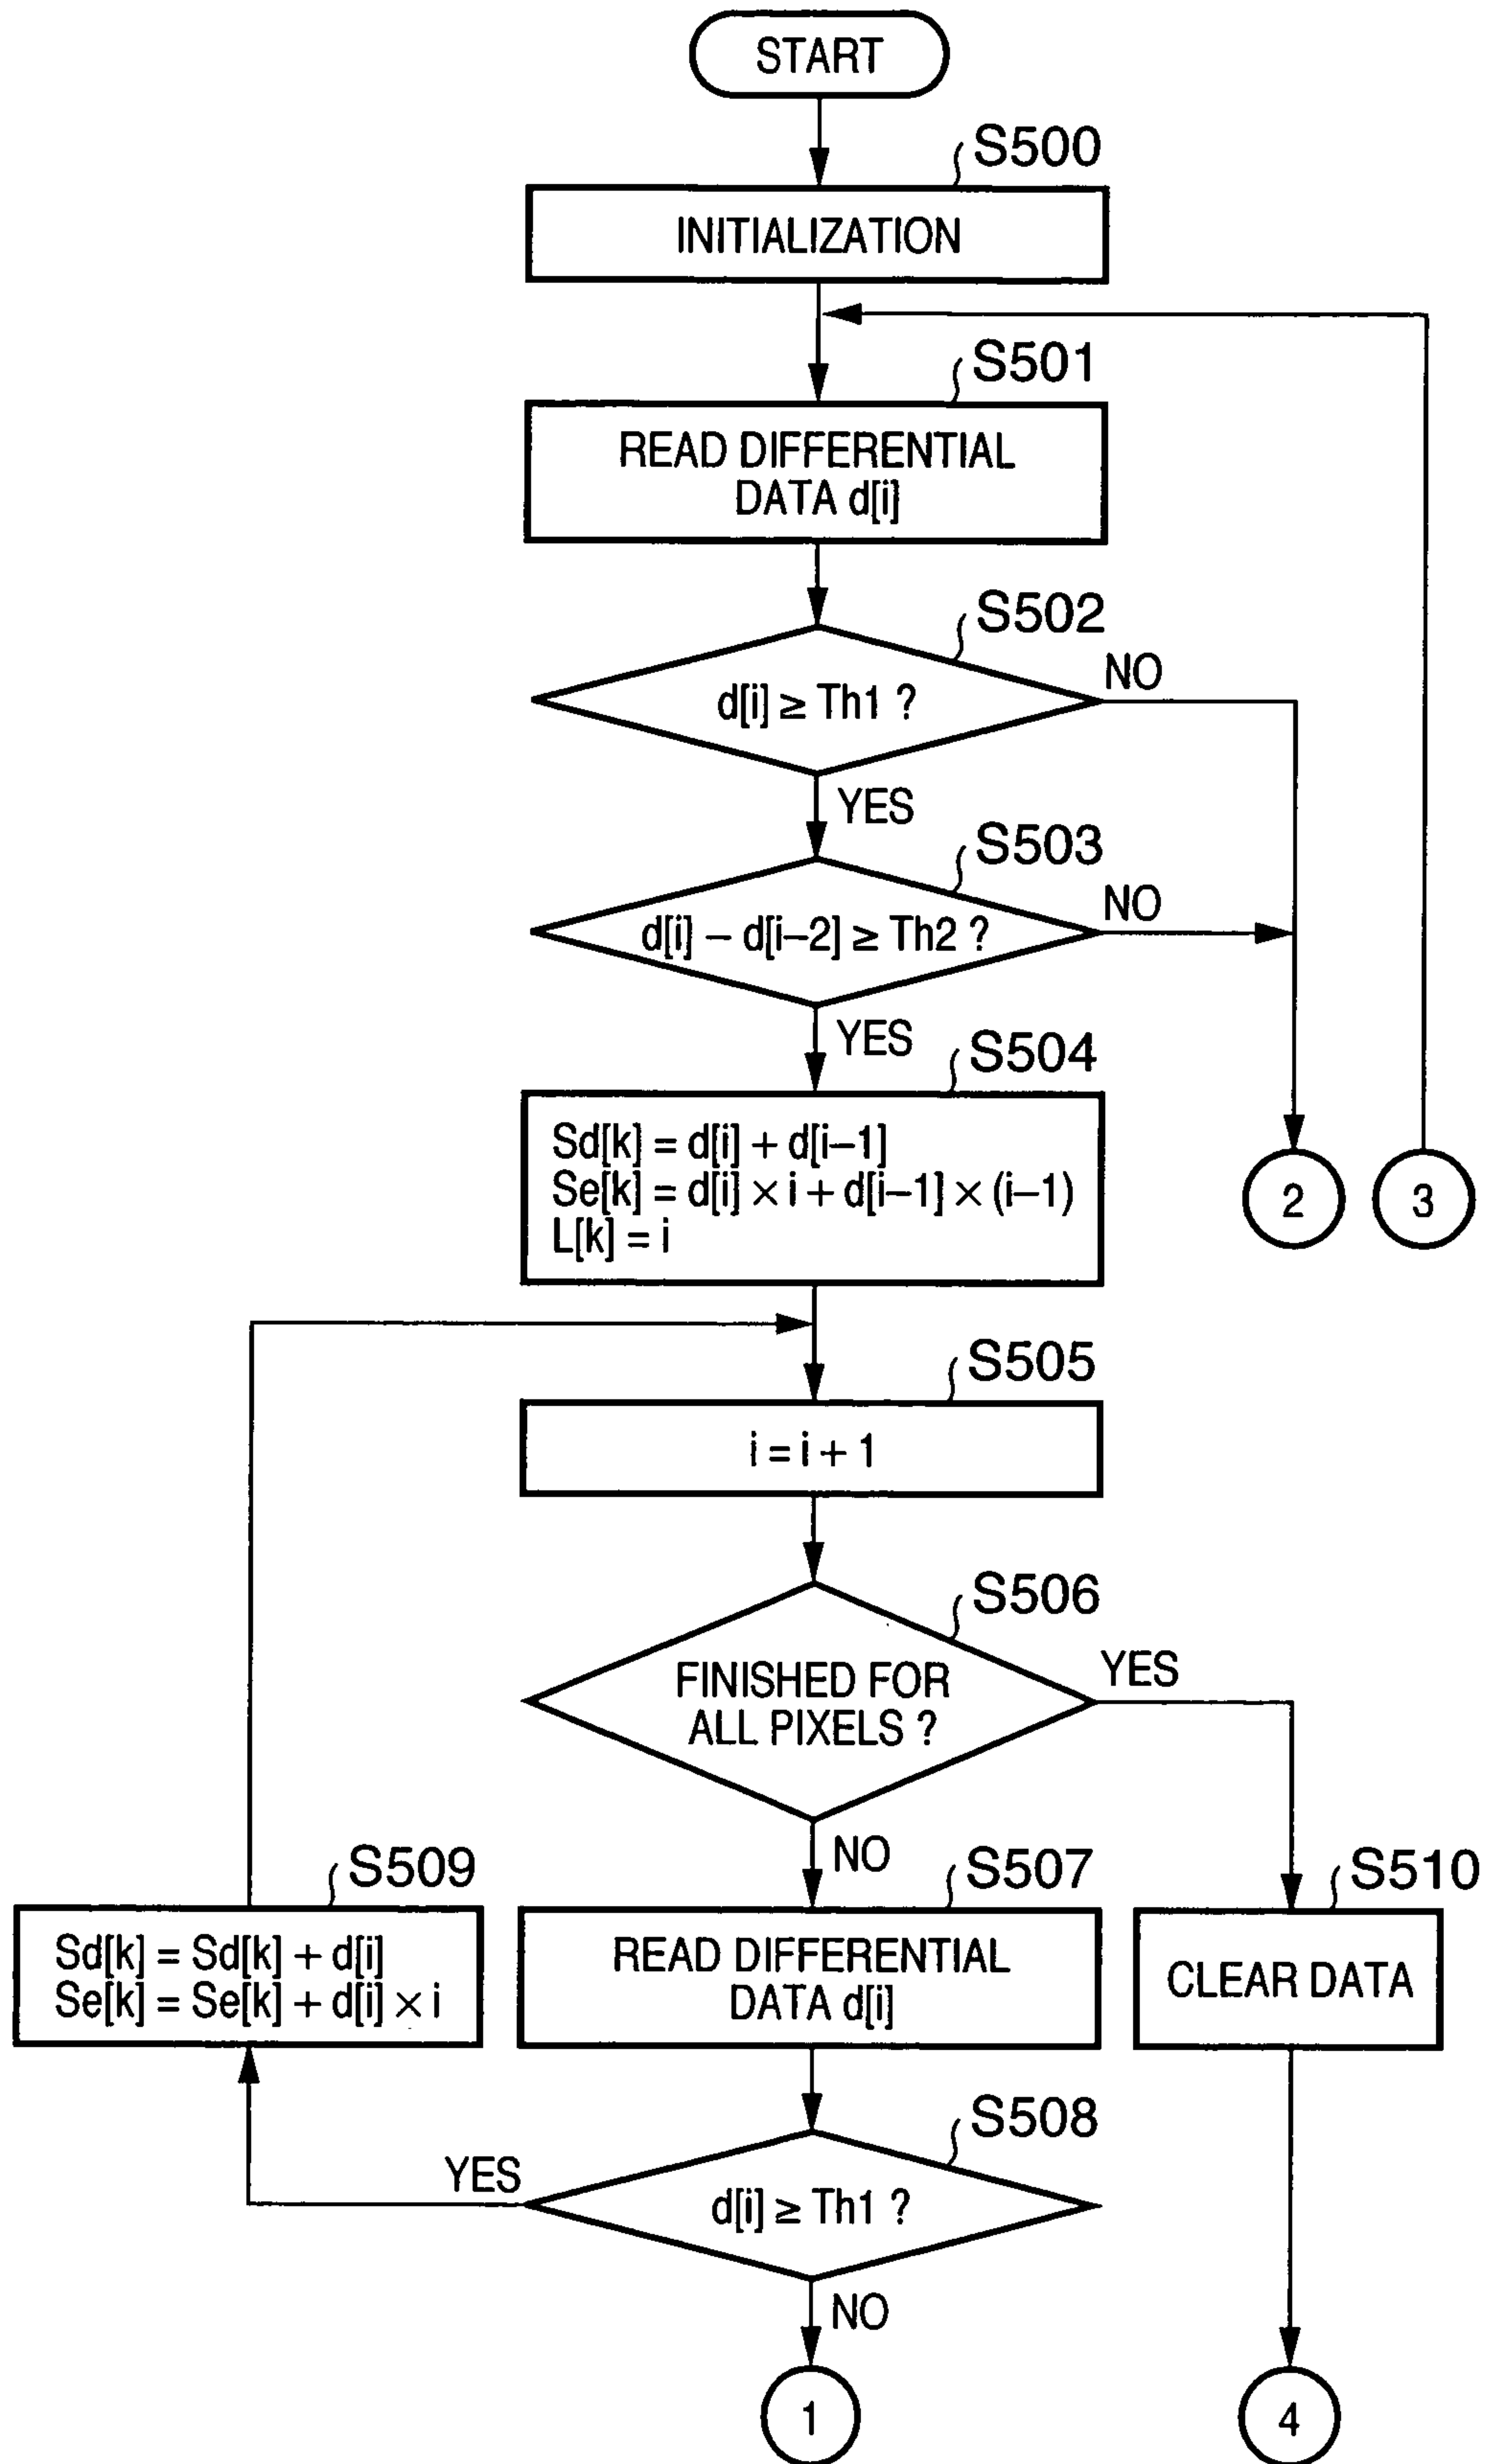 START
S500
INITIALIZATION
S501
READ DIFFERENTIAL
DATA d[i]
S502
d[i] ≥ Th1 ?
NO
YES
S503
d[i] – d[i–2] ≥ Th2 ?
NO
YES
S504
Sd[k] = d[i] + d[i–1]
Se[k] = d[i] × i + d[i–1] × (i–1)
L[k] = i
2
3
S505
i = i + 1
S506
FINISHED FOR
ALL PIXELS ?
YES
NO
S509
Sd[k] = Sd[k] + d[i]
Se[k] = Se[k] + d[i] × i
S507
READ DIFFERENTIAL
DATA d[i]
S510
CLEAR DATA
S508
d[i] ≥ Th1 ?
YES
NO
1
4